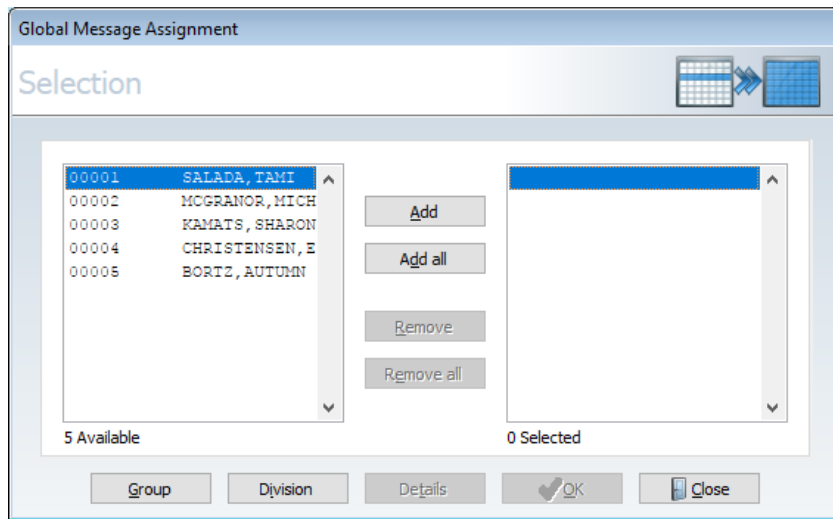 Global Message Assignment
Selection
00001 SALADA,TAMI
00002 MCGRANOR,MICH
00003 KAMATS,SHARON
00004 CHRISTENSEN,E
00005 BORTZ,AUTUMN
Add
Add all
Remove
Remove all
5 Available
0 Selected
Group
Division
Details
OK
Close